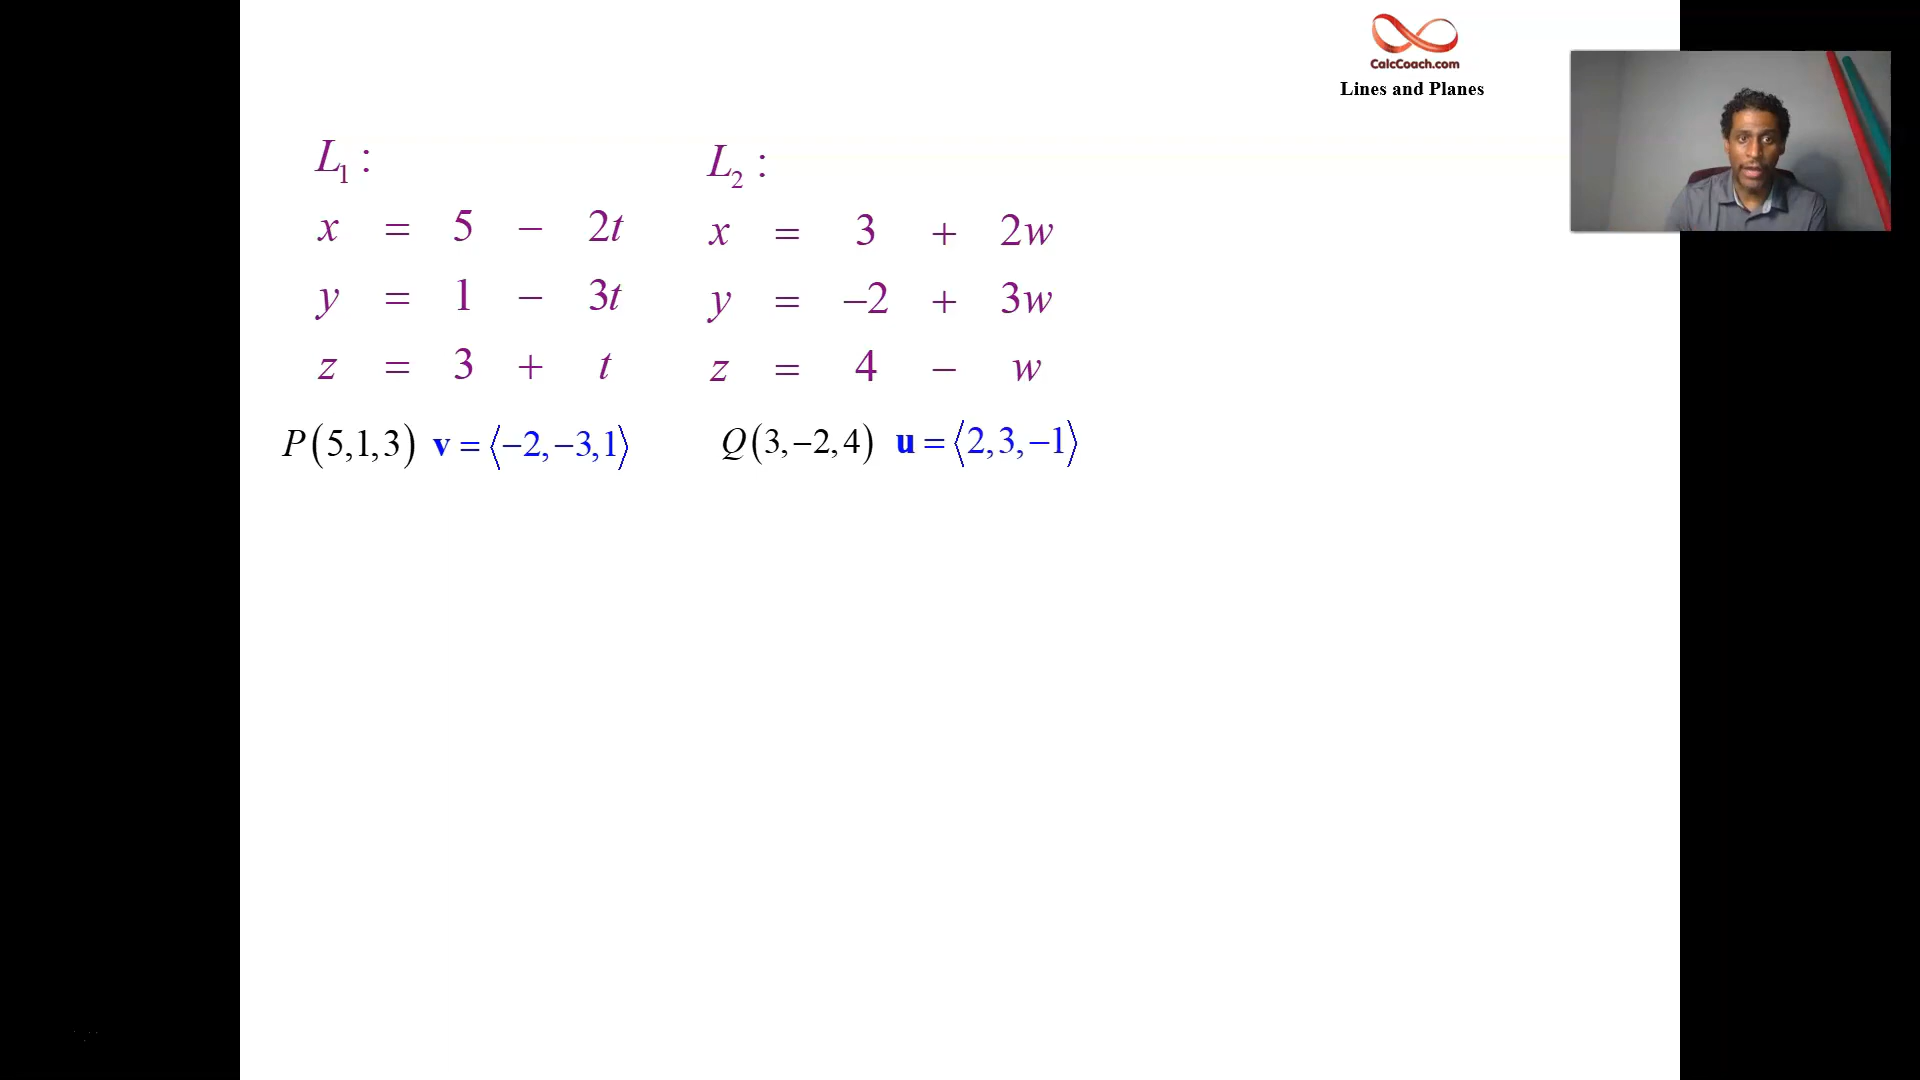 CalcCoach.com
Lines and Planes
L₁ :
x = 5 − 2t
y = 1 − 3t
z = 3 + t
P(5,1,3) v = ⟨−2,−3,1⟩
L₂ :
x = 3 + 2w
y = −2 + 3w
z = 4 − w
Q(3,−2,4) u = ⟨2,3,−1⟩